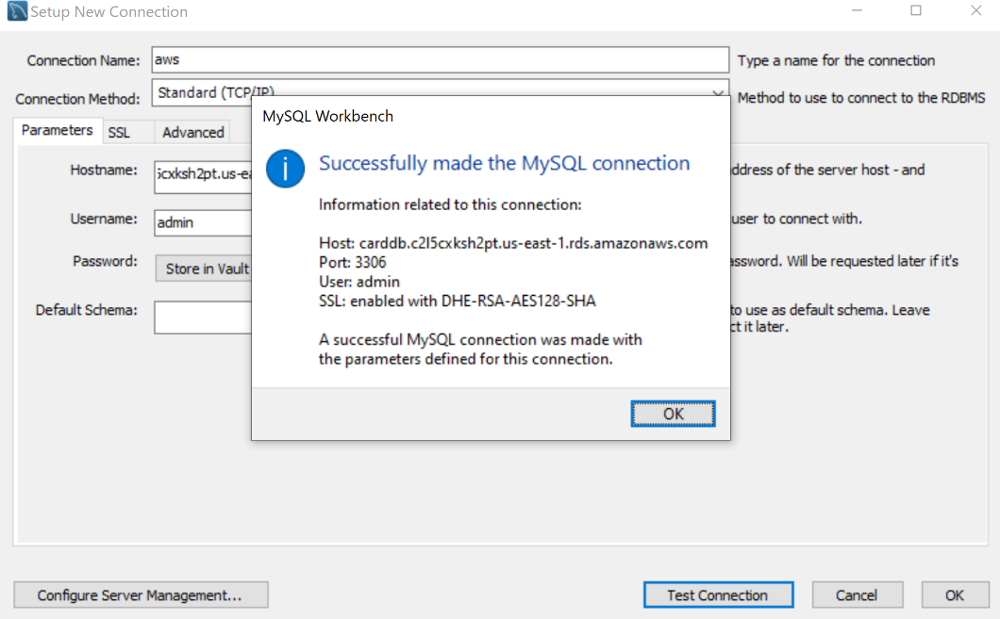 Setup New Connection
Connection Name:
aws
Type a name for the connection
Connection Method:
Standard (TCP/IP)
Method to use to connect to the RDBMS
Parameters
SSL
Advanced
MySQL Workbench
Successfully made the MySQL connection
Information related to this connection:
Host: carddb.c2l5cxksh2pt.us-east-1.rds.amazonaws.com
Port: 3306
User: admin
SSL: enabled with DHE-RSA-AES128-SHA
A successful MySQL connection was made with
the parameters defined for this connection.
OK
Hostname:
5cxksh2pt.us-ea
ddress of the server host - and
Username:
admin
user to connect with.
Password:
Store in Vault
assword. Will be requested later if it's
Default Schema:
to use as default schema. Leave
ct it later.
Configure Server Management...
Test Connection
Cancel
OK